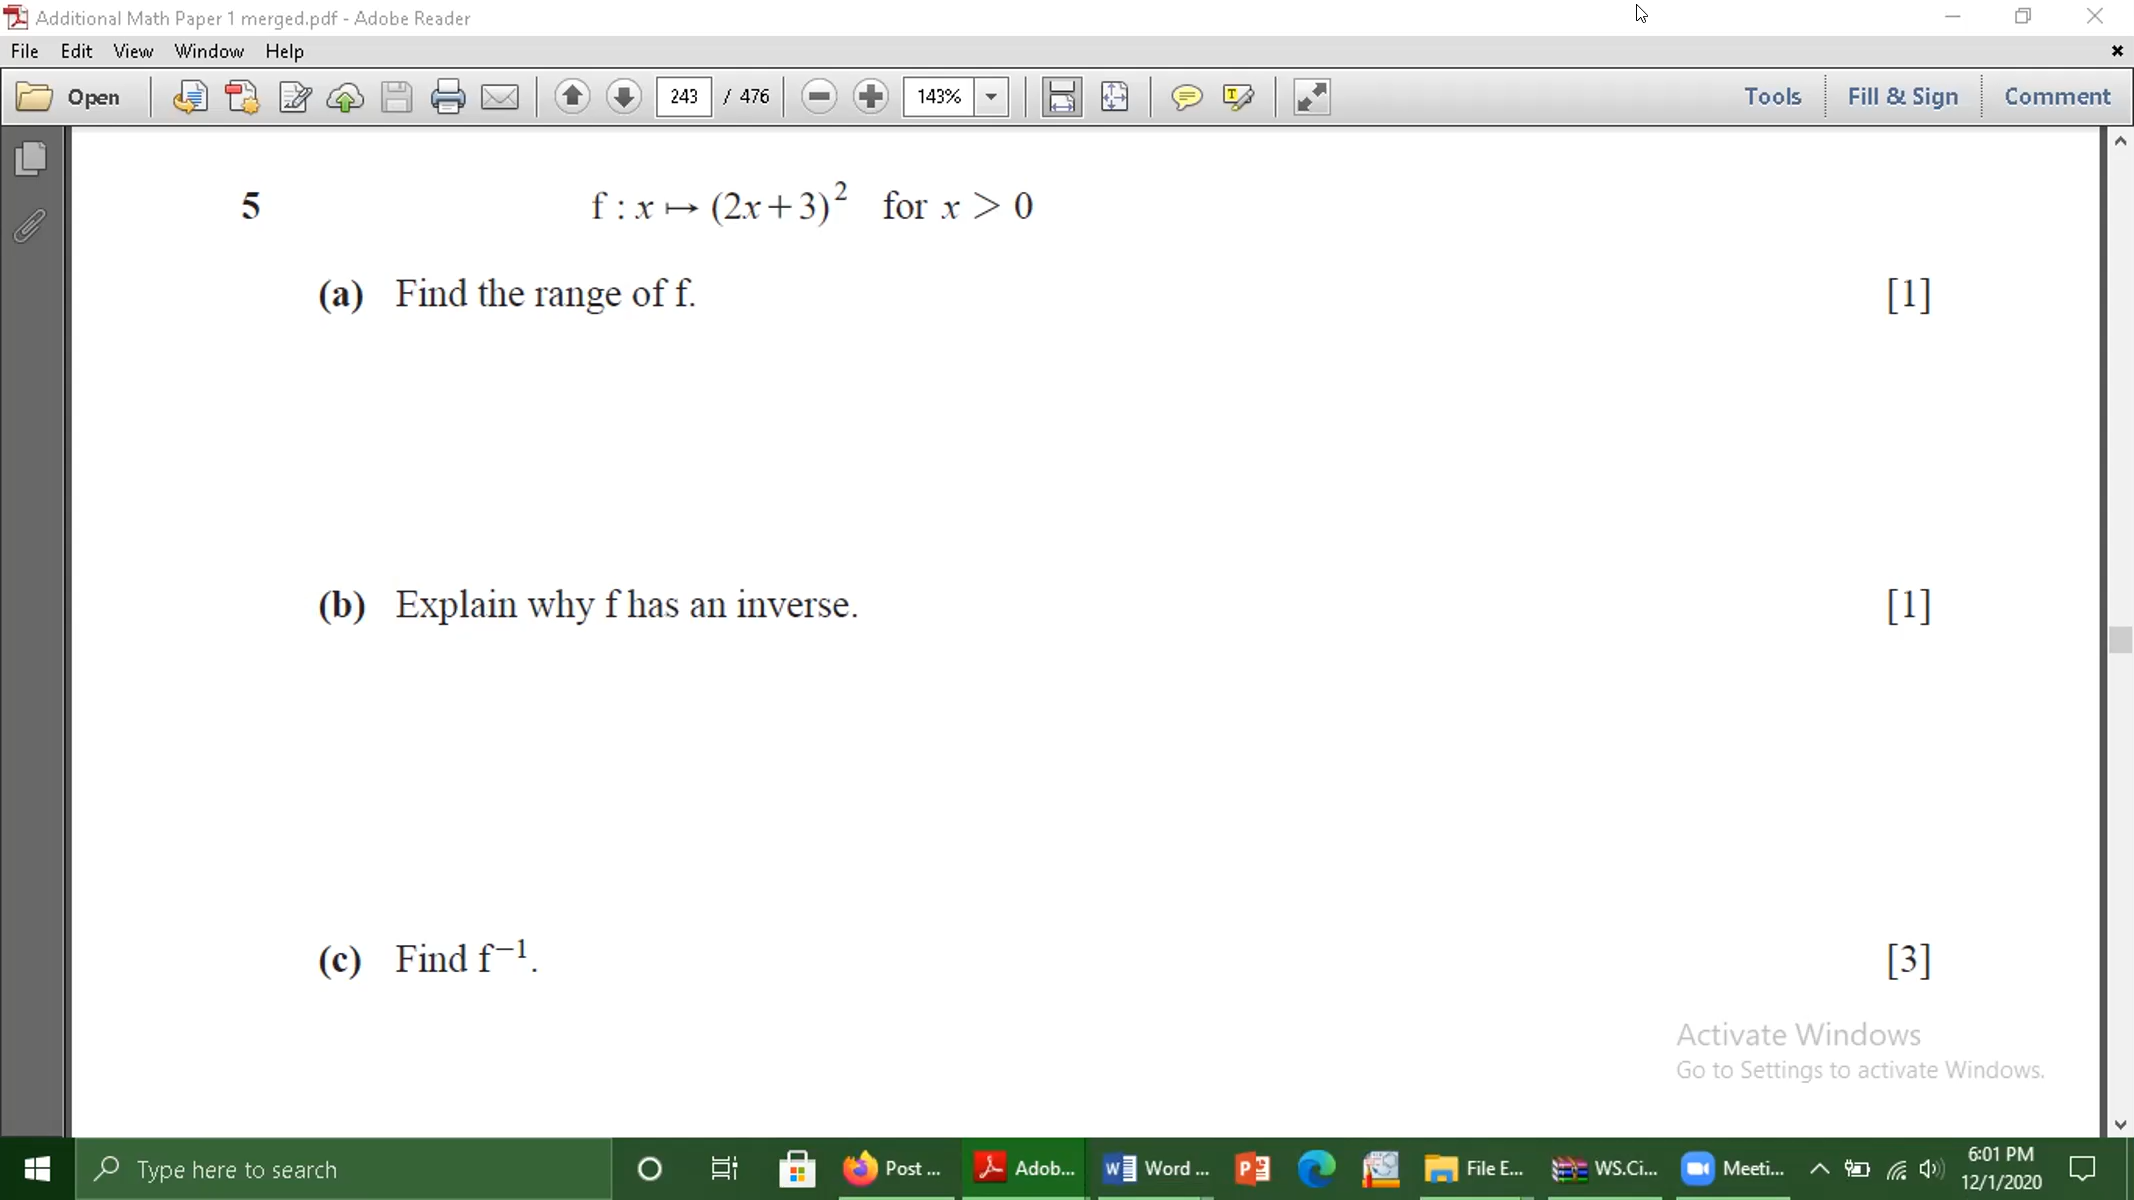 Additional Math Paper 1 merged.pdf - Adobe Reader
File Edit View Window Help
Open 243 / 476 143% Tools Fill & Sign Comment
5 f : x ↦ (2x+3)² for x > 0
(a) Find the range of f. [1]
(b) Explain why f has an inverse. [1]
(c) Find f⁻¹. [3]
Activate Windows
Go to Settings to activate Windows.
Type here to search Post ... Adob... Word ... File E... WS.Ci... Meeti... 6:01 PM
12/1/2020